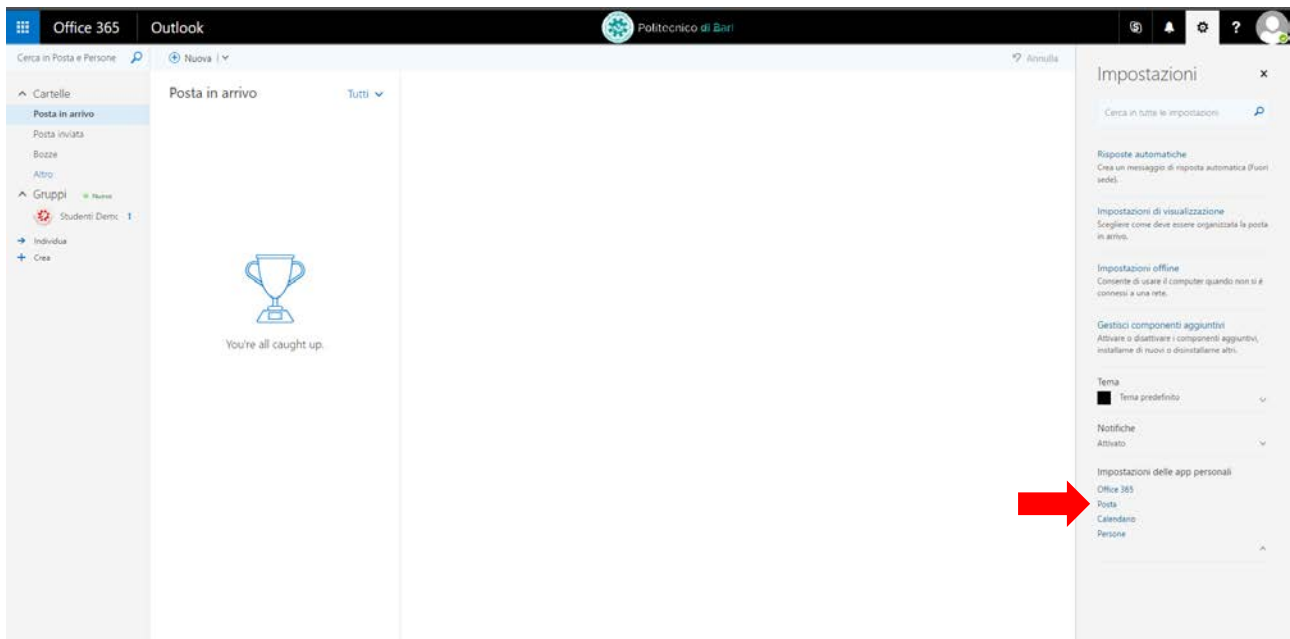 Office 365
Outlook
Politecnico di Bari
?
Cerca in Posta e Persone
Nuova
Annulla
Cartelle
Posta in arrivo
Posta inviata
Bozze
Altro
Gruppi
Nuovo
Studenti Demc 1
Individua
Crea
Posta in arrivo
Tutti
You're all caught up.
Impostazioni
Cerca in tutte le impostazioni
Risposte automatiche
Crea un messaggio di risposta automatica (Fuori
sede).
Impostazioni di visualizzazione
Scegliere come deve essere organizzata la posta
in arrivo.
Impostazioni offline
Consente di usare il computer quando non si è
connessi a una rete.
Gestisci componenti aggiuntivi
Attivare o disattivare i componenti aggiuntivi,
installarne di nuovi o disinstallarne altri.
Tema
Tema predefinito
Notifiche
Attivato
Impostazioni delle app personali
Office 365
Posta
Calendario
Persone